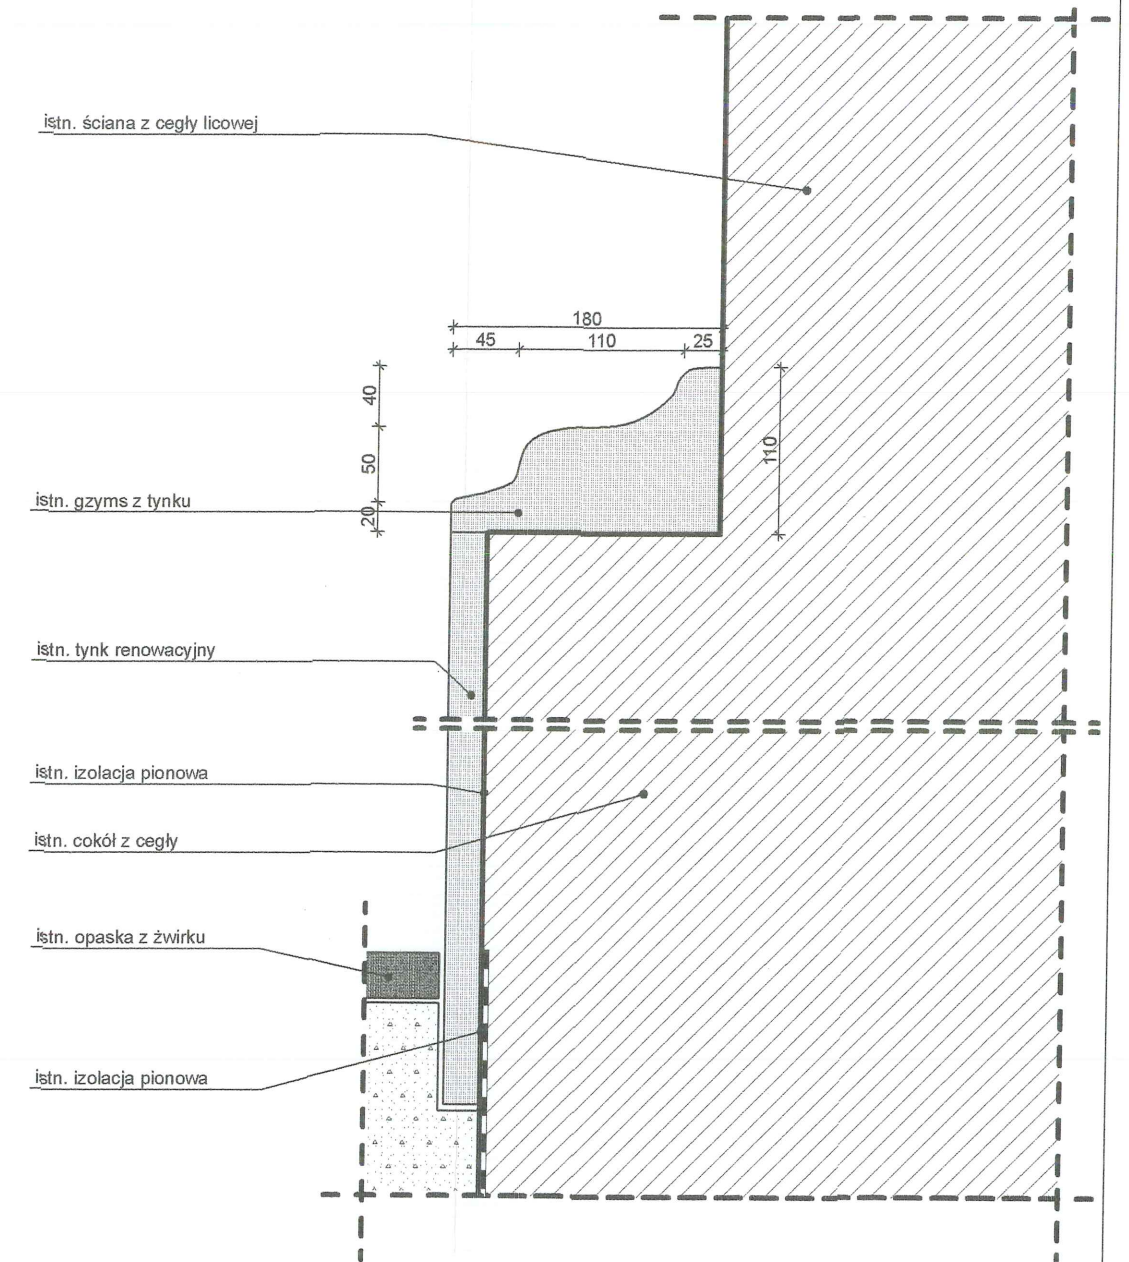 istn. ściana z cegły licowej
180
45 110 25
40
50
20
110
istn. gzyms z tynku
istn. tynk renowacyjny
istn. izolacja pionowa
istn. cokół z cegły
istn. opaska z żwirku
istn. izolacja pionowa